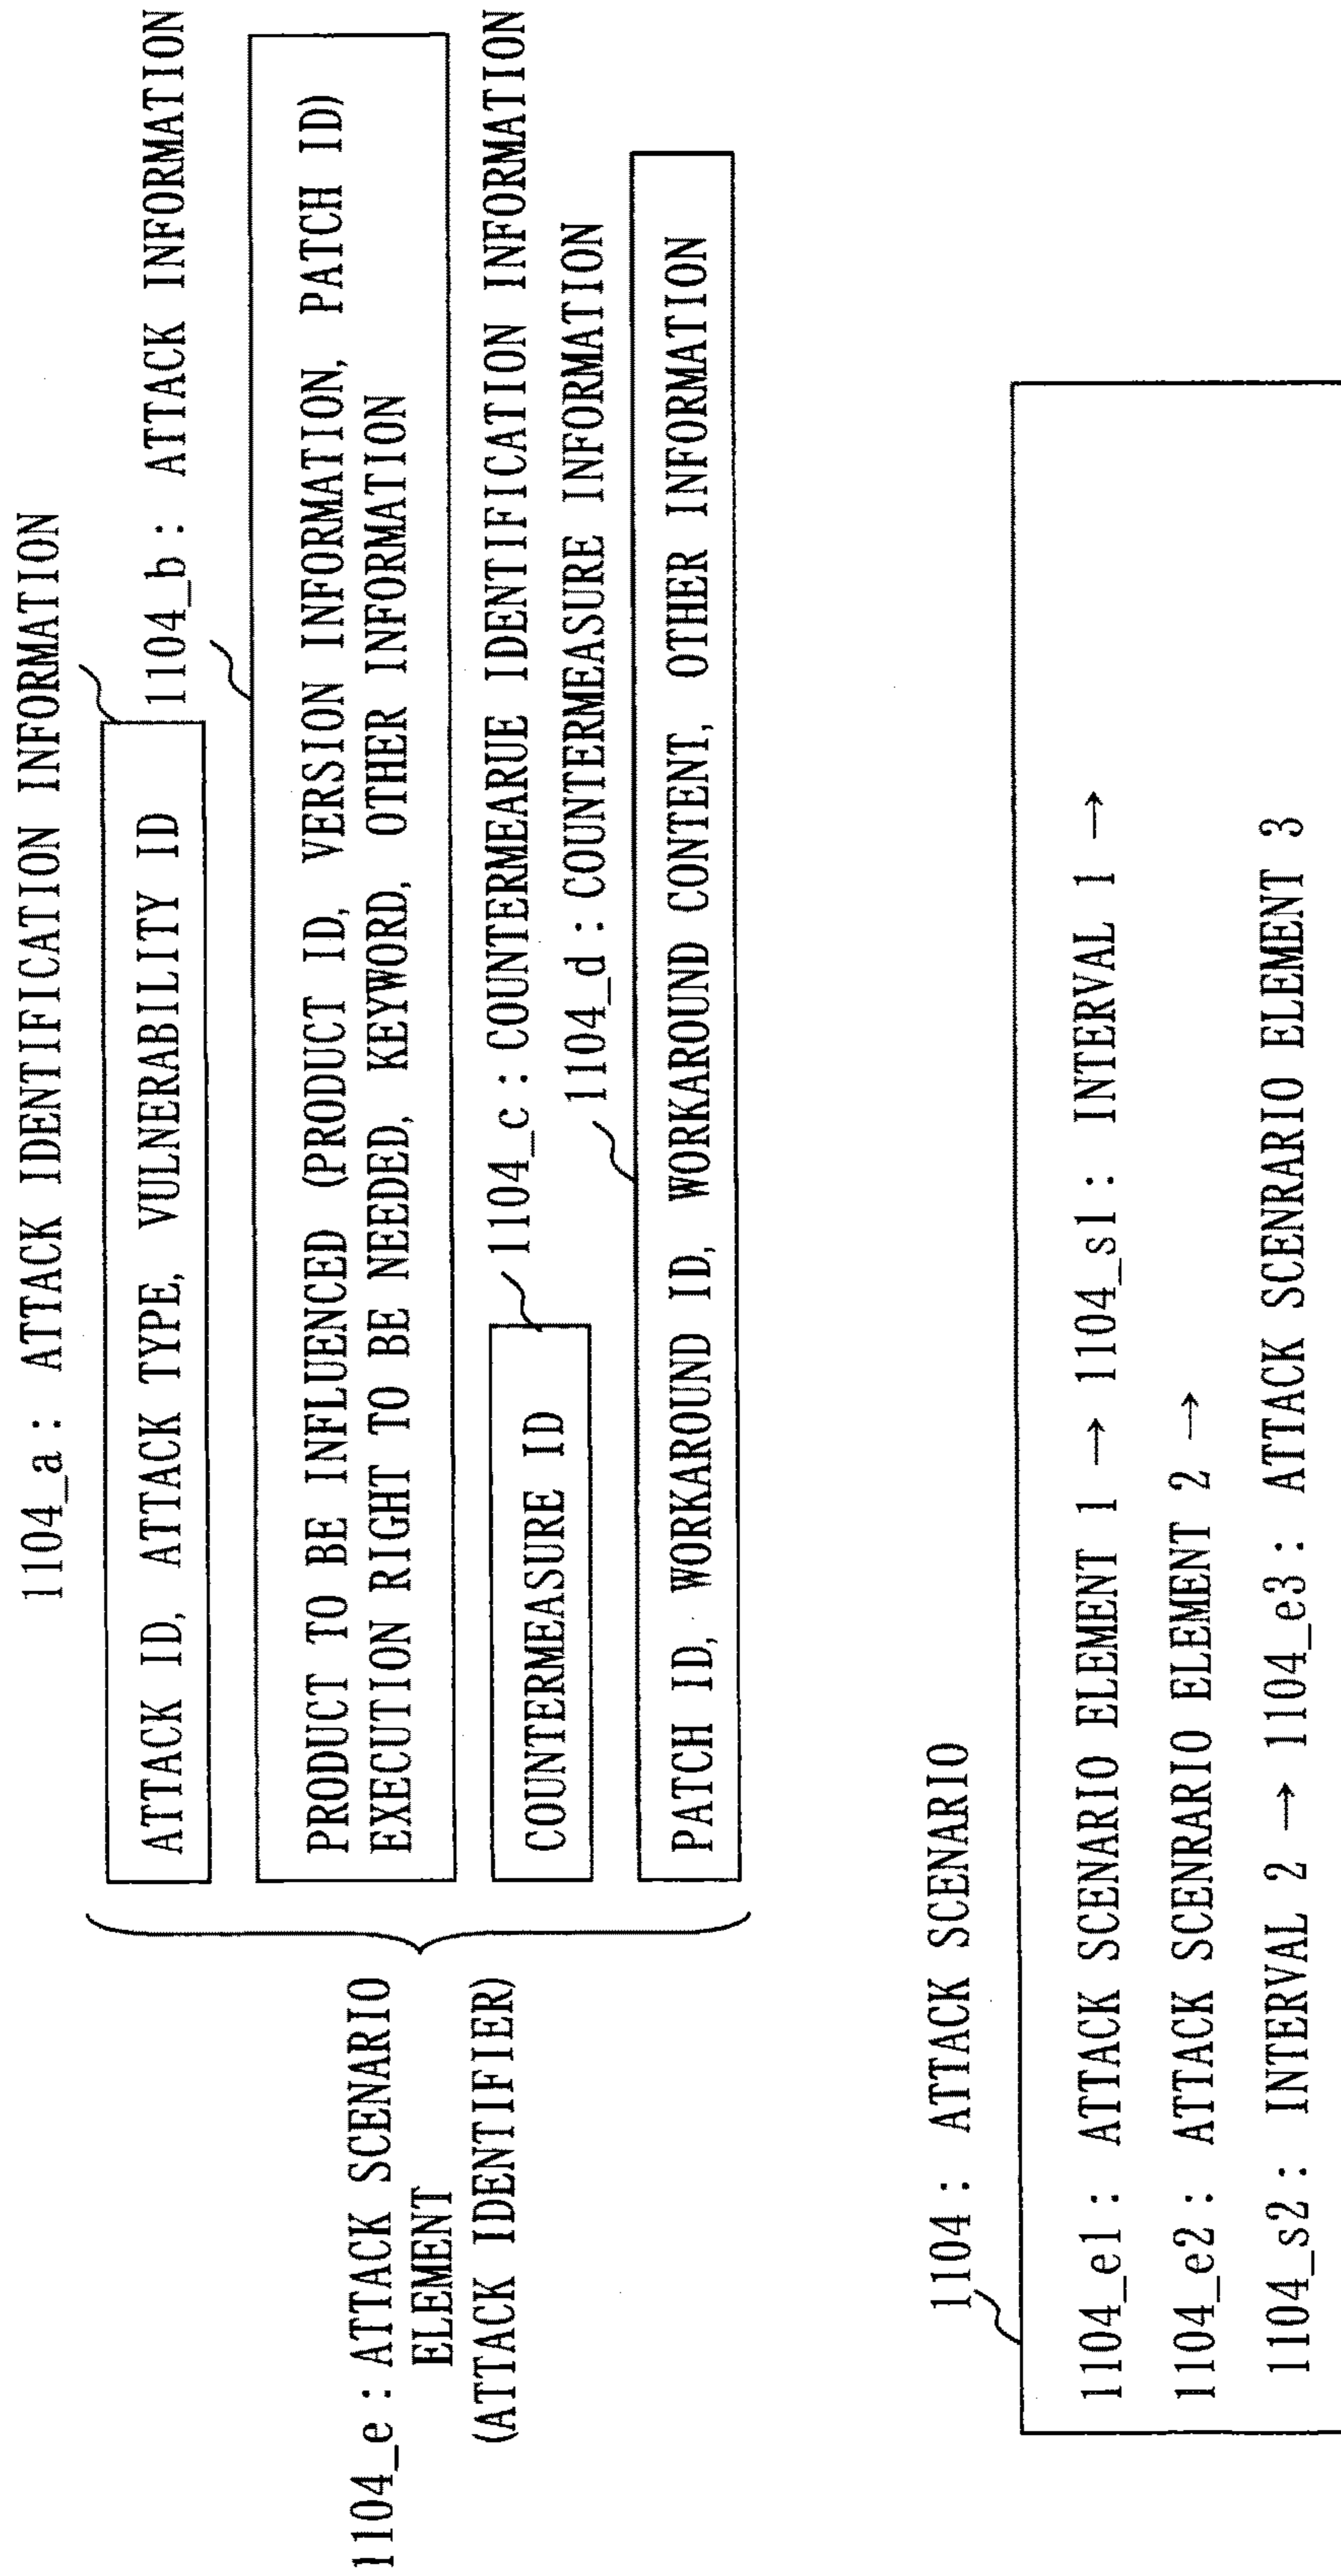 1104_a : ATTACK IDENTIFICATION INFORMATION
ATTACK ID, ATTACK TYPE, VULNERABILITY ID
1104_b : ATTACK INFORMATION
PRODUCT TO BE INFLUENCED (PRODUCT ID, VERSION INFORMATION, PATCH ID)
EXECUTION RIGHT TO BE NEEDED, KEYWORD, OTHER INFORMATION
1104_e : ATTACK SCENARIO
ELEMENT
(ATTACK IDENTIFIER)
1104_c : COUNTERMEARUE IDENTIFICATION INFORMATION
COUNTERMEASURE ID
1104_d : COUNTERMEASURE INFORMATION
PATCH ID, WORKAROUND ID, WORKAROUND CONTENT, OTHER INFORMATION
1104 : ATTACK SCENARIO
1104_e1 : ATTACK SCENARIO ELEMENT 1 → 1104_s1 : INTERVAL 1 →
1104_e2 : ATTACK SCENRARIO ELEMENT 2 →
1104_s2 : INTERVAL 2 → 1104_e3 : ATTACK SCENRARIO ELEMENT 3